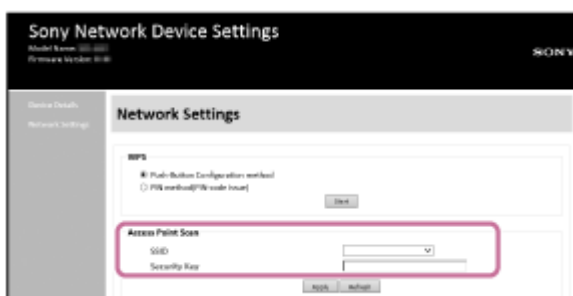 Sony Network Device Settings
Model Name
Firmware Version
SONY
Device Details
Network Settings
Network Settings
WPS
Push-Button Configuration method
PIN method(PIN-code issue)
Start
Access Point Scan
SSID
Security Key
Apply Refresh